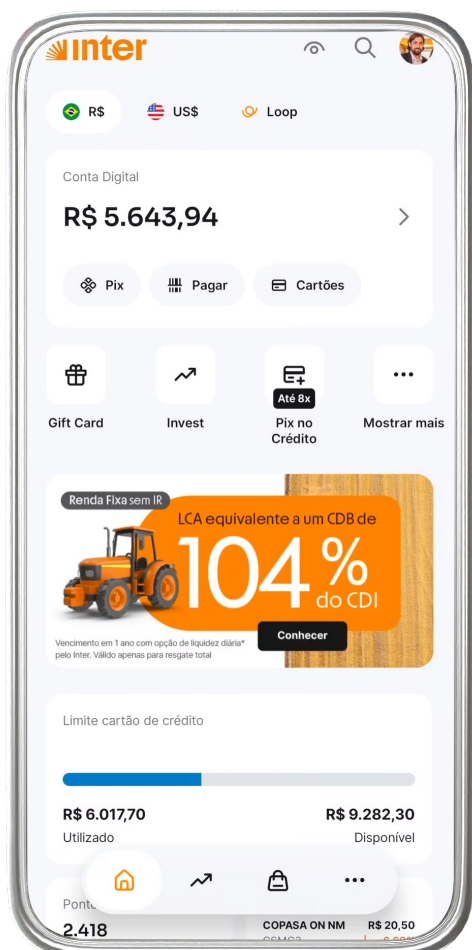 inter
R$ US$ Loop
Conta Digital
R$ 5.643,94
Pix Pagar Cartões
Até 8x
Gift Card Invest Pix no Mostrar mais
Crédito
Renda Fixa sem IR
LCA equivalente a um CDB de
104%
do CDI
Vencimento em 1 ano com opção de liquidez diária*
pelo Inter. Válido apenas para resgate total
Conhecer
Limite cartão de crédito
R$ 6.017,70 R$ 9.282,30
Utilizado Disponível
2.418
COPASA ON NM R$ 20,50